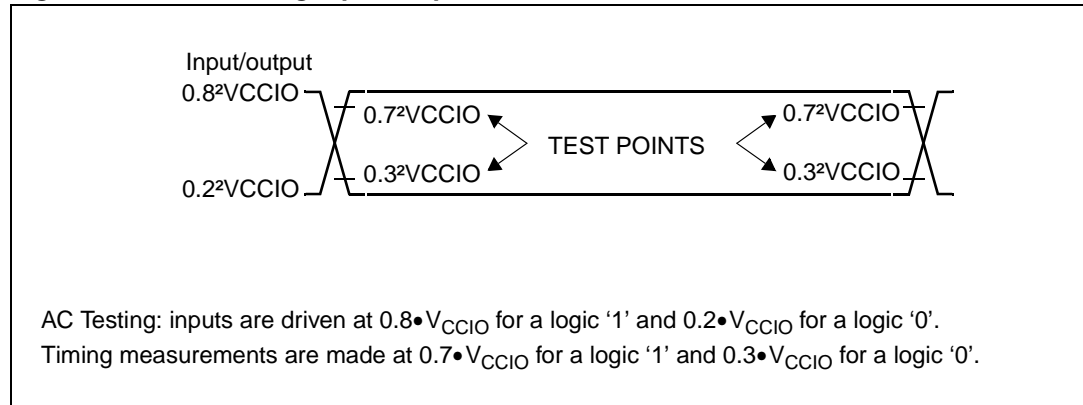 Input/output
0.8²VCCIO
0.7²VCCIO
0.7²VCCIO
TEST POINTS
0.3²VCCIO
0.3²VCCIO
0.2²VCCIO
AC Testing: inputs are driven at 0.8•VCCIO for a logic ‘1’ and 0.2•VCCIO for a logic ‘0’.
Timing measurements are made at 0.7•VCCIO for a logic ‘1’ and 0.3•VCCIO for a logic ‘0’.